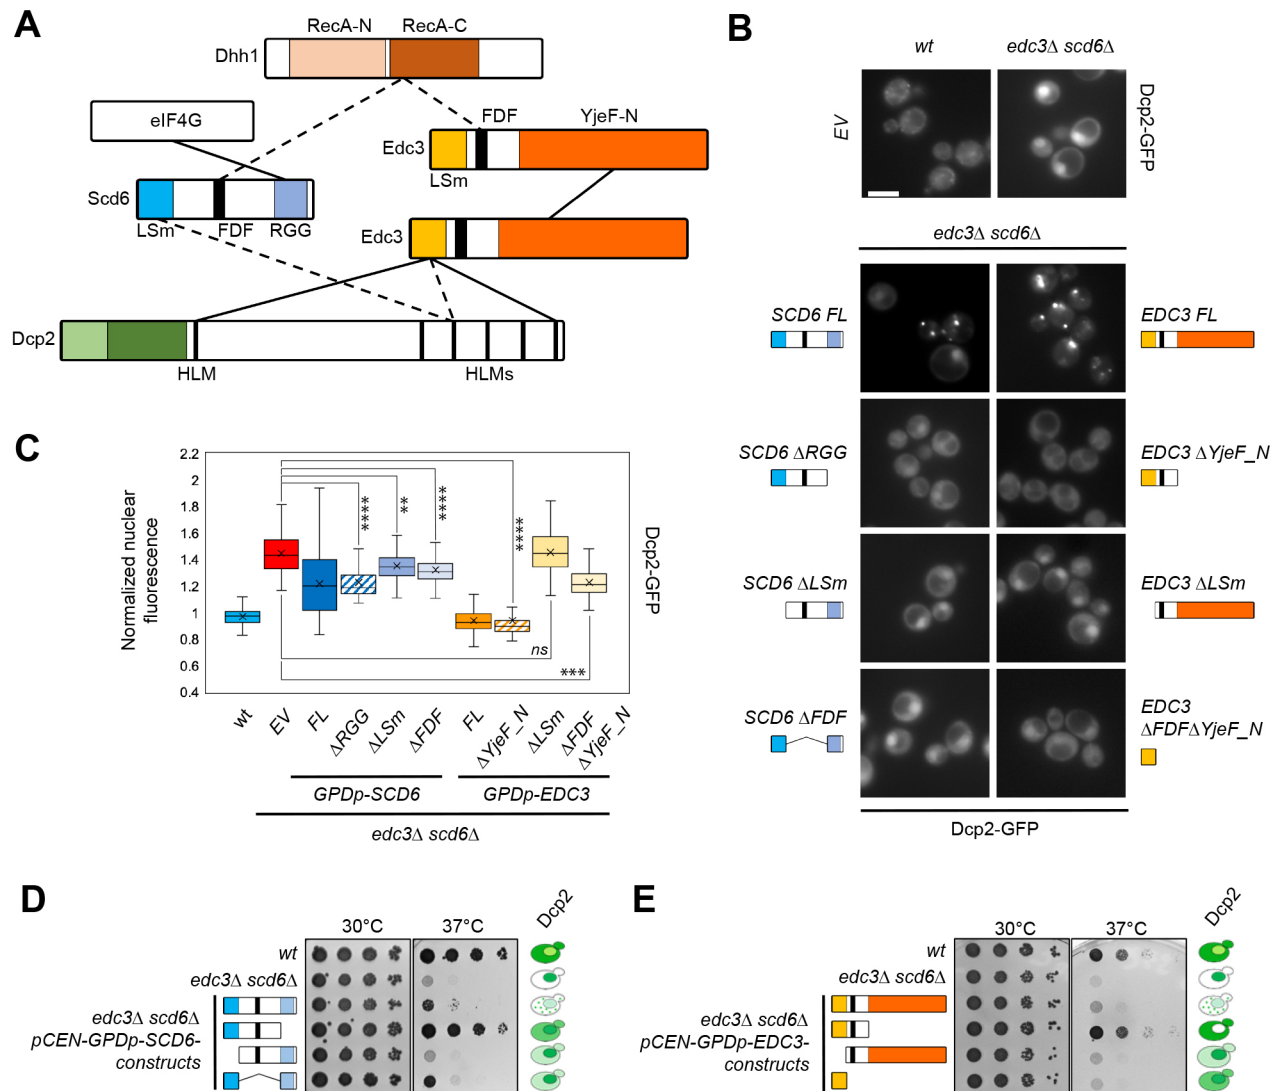 A
RecA-N RecA-C
Dhh1
eIF4G
FDF YjeF-N
Edc3
LSm
Scd6
LSm FDF RGG
Edc3
Dcp2
HLM HLMs
B
wt edc3Δ scd6Δ
EV
Dcp2-GFP
edc3Δ scd6Δ
SCD6 FL
EDC3 FL
SCD6 ΔRGG
EDC3 ΔYjeF_N
SCD6 ΔLSm
EDC3 ΔLSm
SCD6 ΔFDF
EDC3
ΔFDFΔYjeF_N
Dcp2-GFP
C
Normalized nuclear
fluorescence
2.2
2
1.8
1.6
1.4
1.2
1
0.8
0.6
0.4
****
**
****
****
ns
***
Dcp2-GFP
wt
EV
FL
ΔRGG
ΔLSm
ΔFDF
FL
ΔYjeF_N
ΔLSm
ΔFDF
ΔYjeF_N
GPDp-SCD6
GPDp-EDC3
edc3Δ scd6Δ
D
30°C 37°C
Dcp2
wt
edc3Δ scd6Δ
edc3Δ scd6Δ
pCEN-GPDp-SCD6-
constructs
E
30°C 37°C
Dcp2
wt
edc3Δ scd6Δ
edc3Δ scd6Δ
pCEN-GPDp-EDC3-
constructs